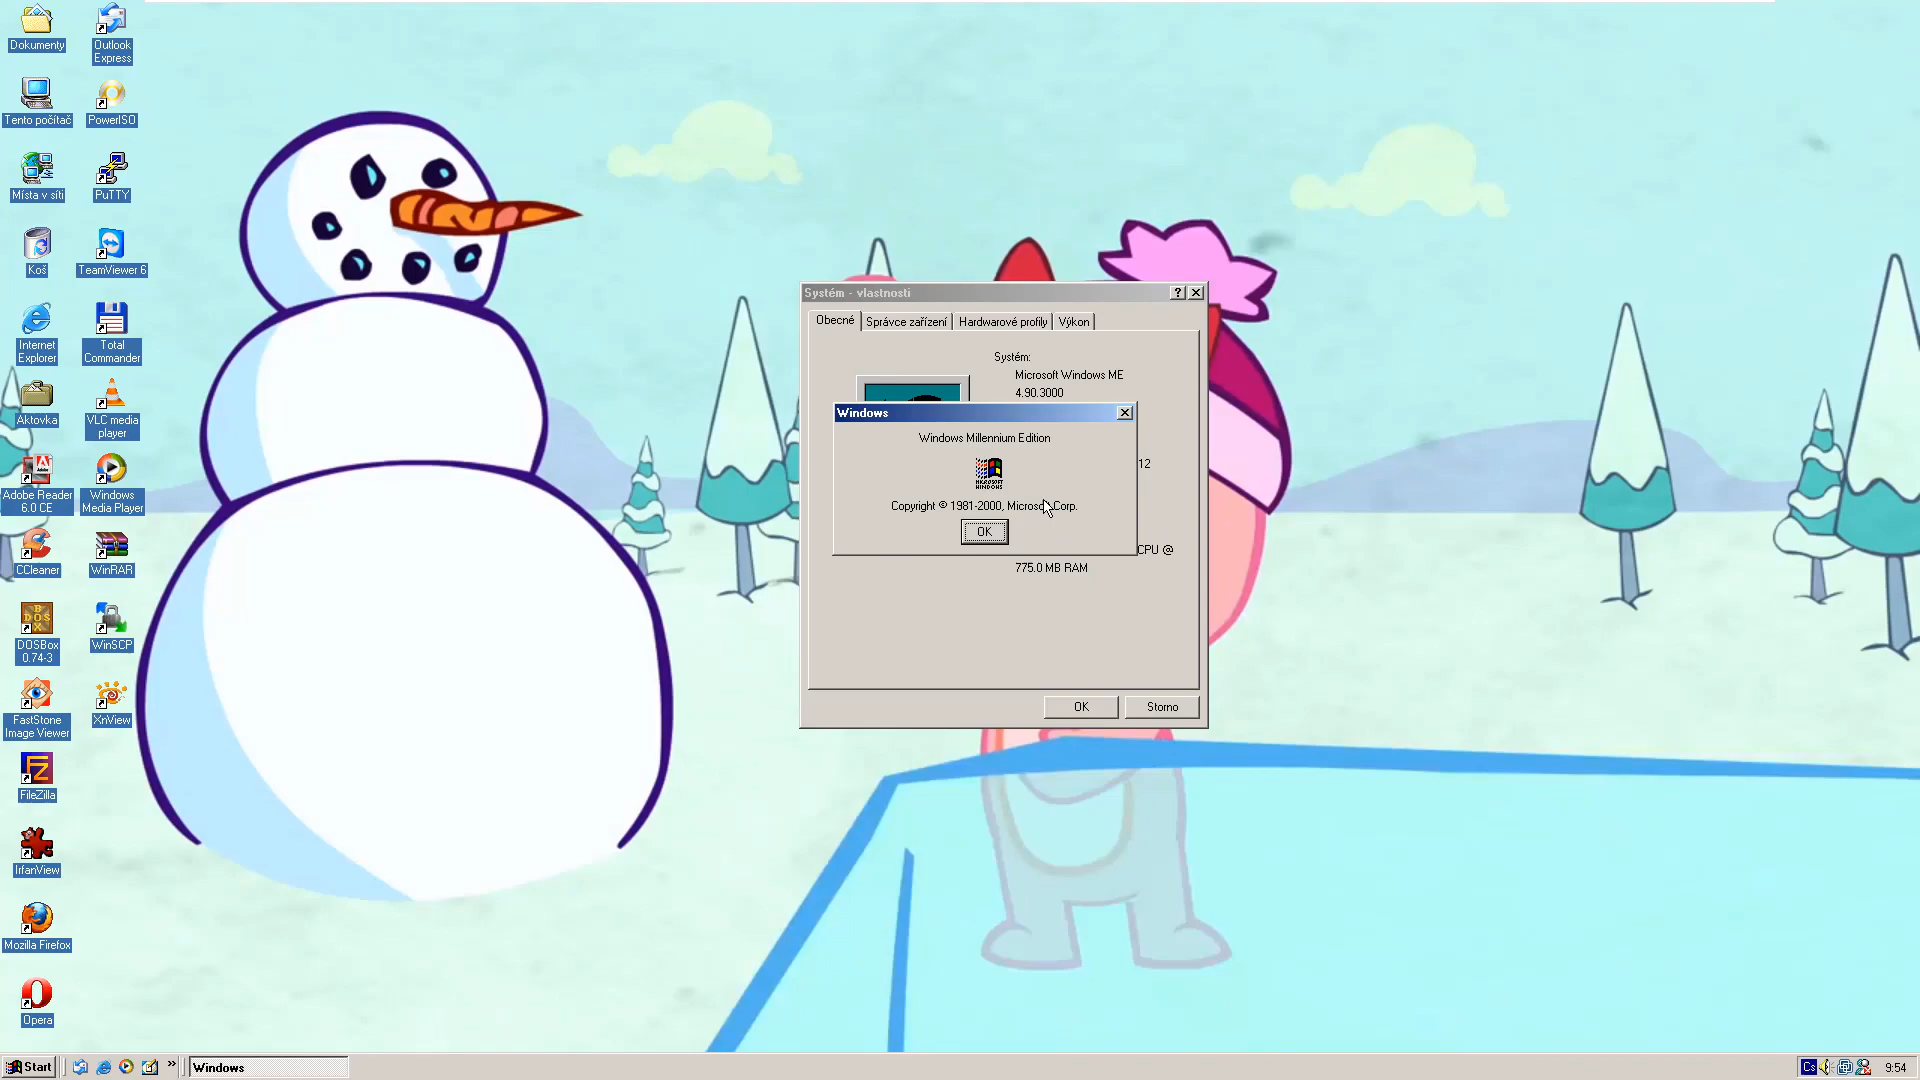 Dokumenty
Outlook
Express
Tento počítač
PowerISO
Místa v síti
PuTTY
Koš
TeamViewer 6
Internet
Explorer
Total
Commander
Aktovka
VLC media
player
Adobe Reader
6.0 CE
Windows
Media Player
CCleaner
WinRAR
DOSBox
0.74-3
WinSCP
FastStone
Image Viewer
XnView
FileZilla
IrfanView
Mozilla Firefox
Opera
Systém - vlastnosti
Obecné
Správce zařízení
Hardwarové profily
Výkon
Systém:
Microsoft Windows ME
4.90.3000
Windows
Windows Millennium Edition
MICROSOFT
WINDOWS
12
Copyright © 1981-2000, Microsoft Corp.
OK
CPU @
775.0 MB RAM
OK
Storno
Start
»
Windows
Cs
9:54